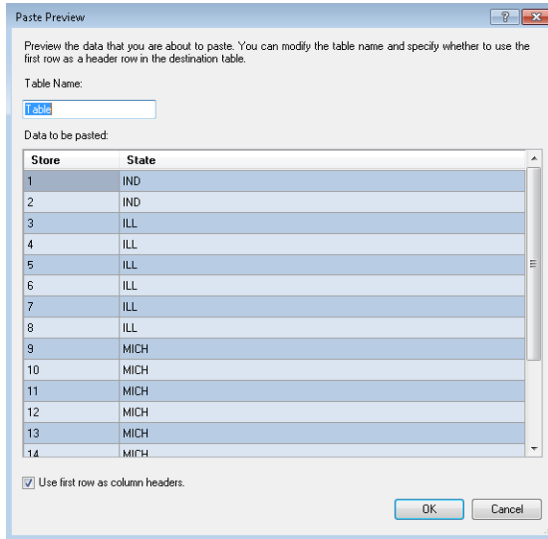 Paste Preview
Preview the data that you are about to paste. You can modify the table name and specify whether to use the
first row as a header row in the destination table.
Table Name:
Table
Data to be pasted:
Store State
1 IND
2 IND
3 ILL
4 ILL
5 ILL
6 ILL
7 ILL
8 ILL
9 MICH
10 MICH
11 MICH
12 MICH
13 MICH
14 MICH
Use first row as column headers.
OK Cancel